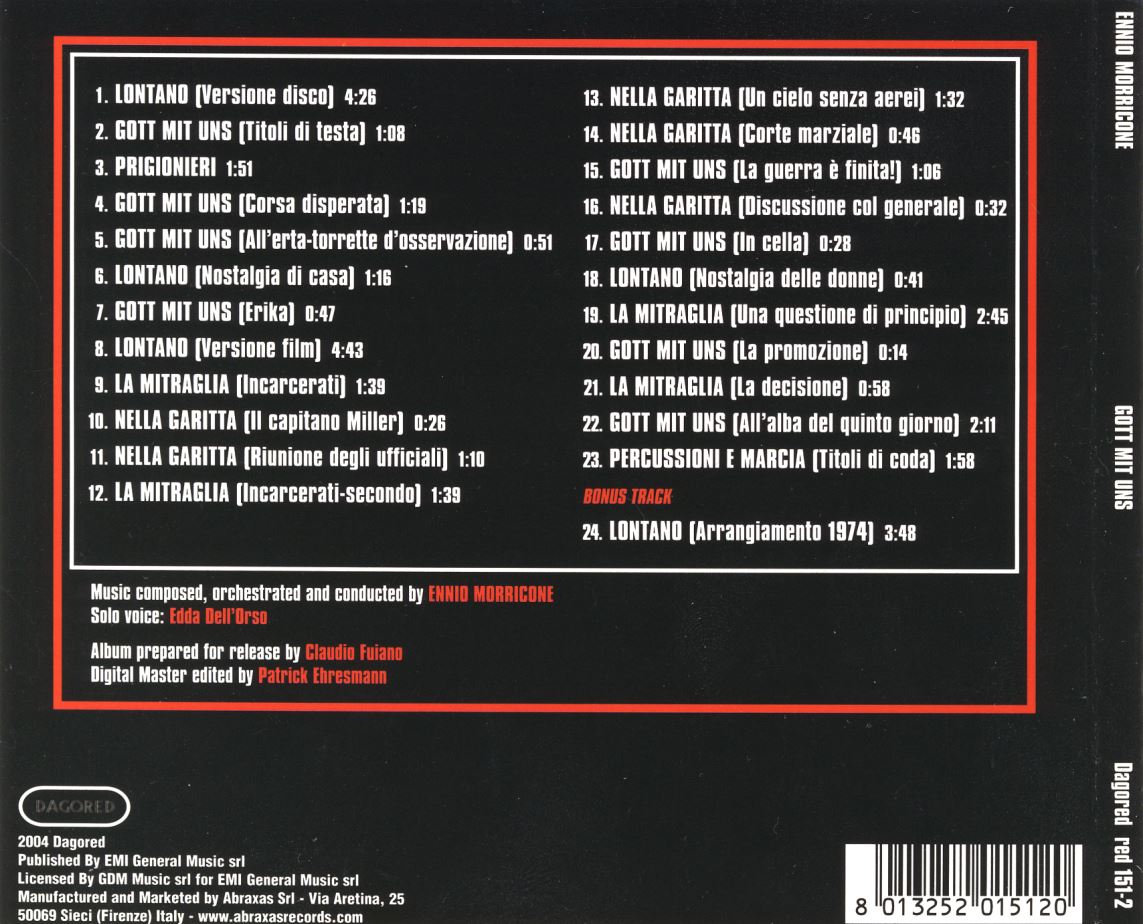 1. LONTANO (Versione disco) 4:26
2. GOTT MIT UNS (Titoli di testa) 1:08
3. PRIGIONIERI 1:51
4. GOTT MIT UNS (Corsa disperata) 1:19
5. GOTT MIT UNS (All'erta-torrette d'osservazione) 0:51
6. LONTANO (Nostalgia di casa) 1:16
7. GOTT MIT UNS (Erika) 0:47
8. LONTANO (Versione film) 4:43
9. LA MITRAGLIA (Incarcerati) 1:39
10. NELLA GARITTA (Il capitano Miller) 0:26
11. NELLA GARITTA (Riunione degli ufficiali) 1:10
12. LA MITRAGLIA (Incarcerati-secondo) 1:39
13. NELLA GARITTA (Un cielo senza aerei) 1:32
14. NELLA GARITTA (Corte marziale) 0:46
15. GOTT MIT UNS (La guerra è finita!) 1:06
16. NELLA GARITTA (Discussione col generale) 0:32
17. GOTT MIT UNS (In cella) 0:28
18. LONTANO (Nostalgia delle donne) 0:41
19. LA MITRAGLIA (Una questione di principio) 2:45
20. GOTT MIT UNS (La promozione) 0:14
21. LA MITRAGLIA (La decisione) 0:58
22. GOTT MIT UNS (All'alba del quinto giorno) 2:11
23. PERCUSSIONI E MARCIA (Titoli di coda) 1:58
BONUS TRACK
24. LONTANO (Arrangiamento 1974) 3:48
Music composed, orchestrated and conducted by ENNIO MORRICONE
Solo voice: Edda Dell'Orso
Album prepared for release by Claudio Fuiano
Digital Master edited by Patrick Ehresmann
DAGORED
2004 Dagored
Published By EMI General Music srl
Licensed By GDM Music srl for EMI General Music srl
Manufactured and Marketed by Abraxas Srl - Via Aretina, 25
50069 Sieci (Firenze) Italy - www.abraxasrecords.com
8 013252 015120
ENNIO MORRICONE
GOTT MIT UNS
Dagored red 151-2